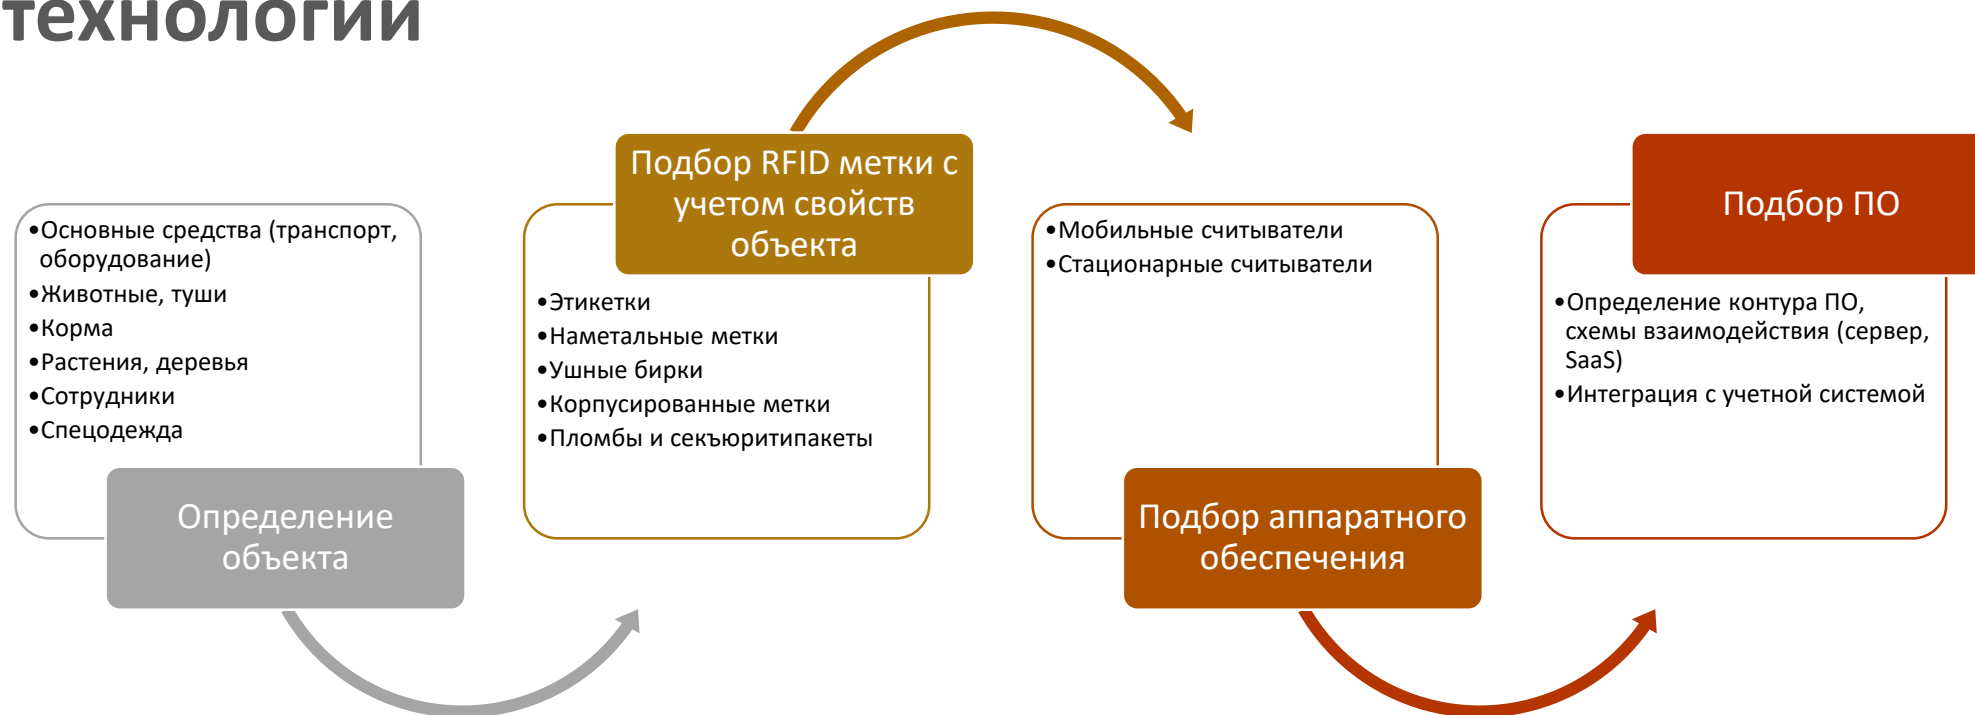 технологии
•Основные средства (транспорт,
оборудование)
•Животные, туши
•Корма
•Растения, деревья
•Сотрудники
•Спецодежда
Определение
объекта
Подбор RFID метки с
учетом свойств
объекта
•Этикетки
•Наметальные метки
•Ушные бирки
•Корпусированные метки
•Пломбы и секъюритипакеты
•Мобильные считыватели
•Стационарные считыватели
Подбор аппаратного
обеспечения
Подбор ПО
•Определение контура ПО,
схемы взаимодействия (сервер,
SaaS)
•Интеграция с учетной системой